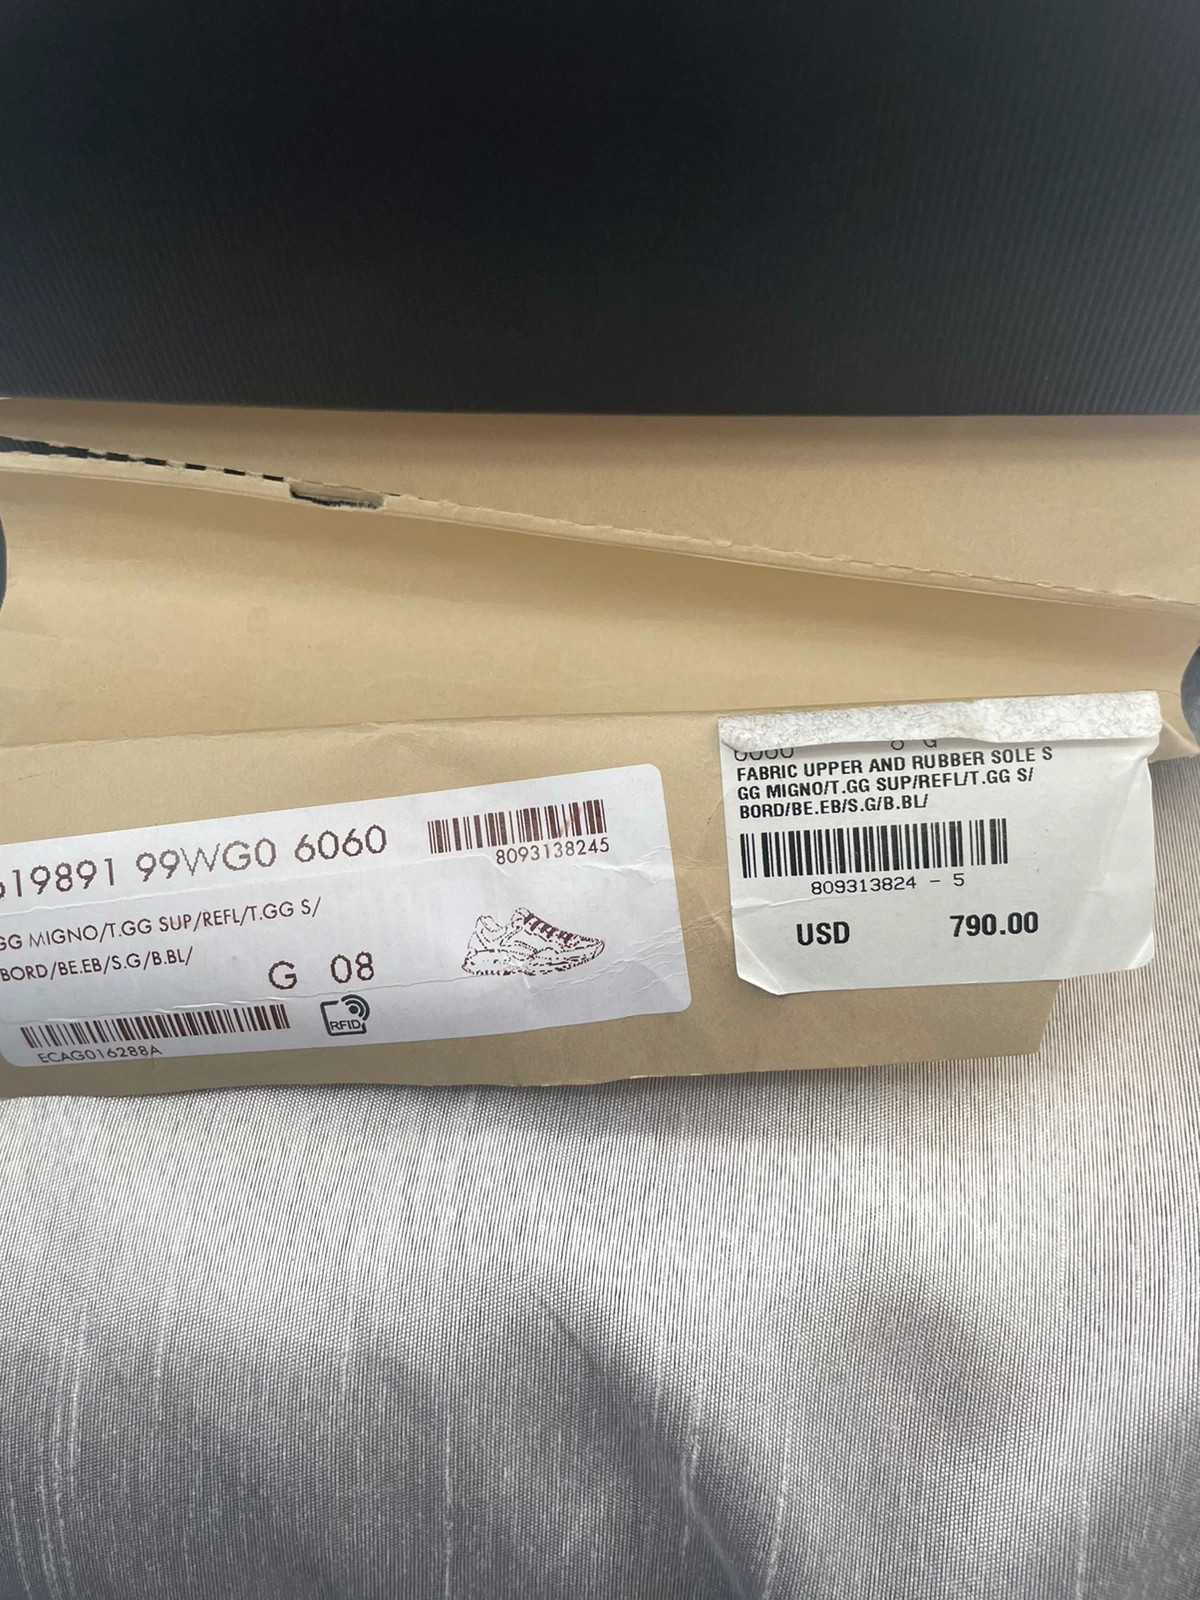 619891 99WG0 6060
8093138245
GG MIGNO/T.GG SUP/REFL/T.GG S/
BORD/BE.EB/S.G/B.BL/
G 08
RFID
ECAG016288A
8 G
FABRIC UPPER AND RUBBER SOLE S
GG MIGNO/T.GG SUP/REFL/T.GG S/
BORD/BE.EB/S.G/B.BL/
809313824 - 5
USD 790.00